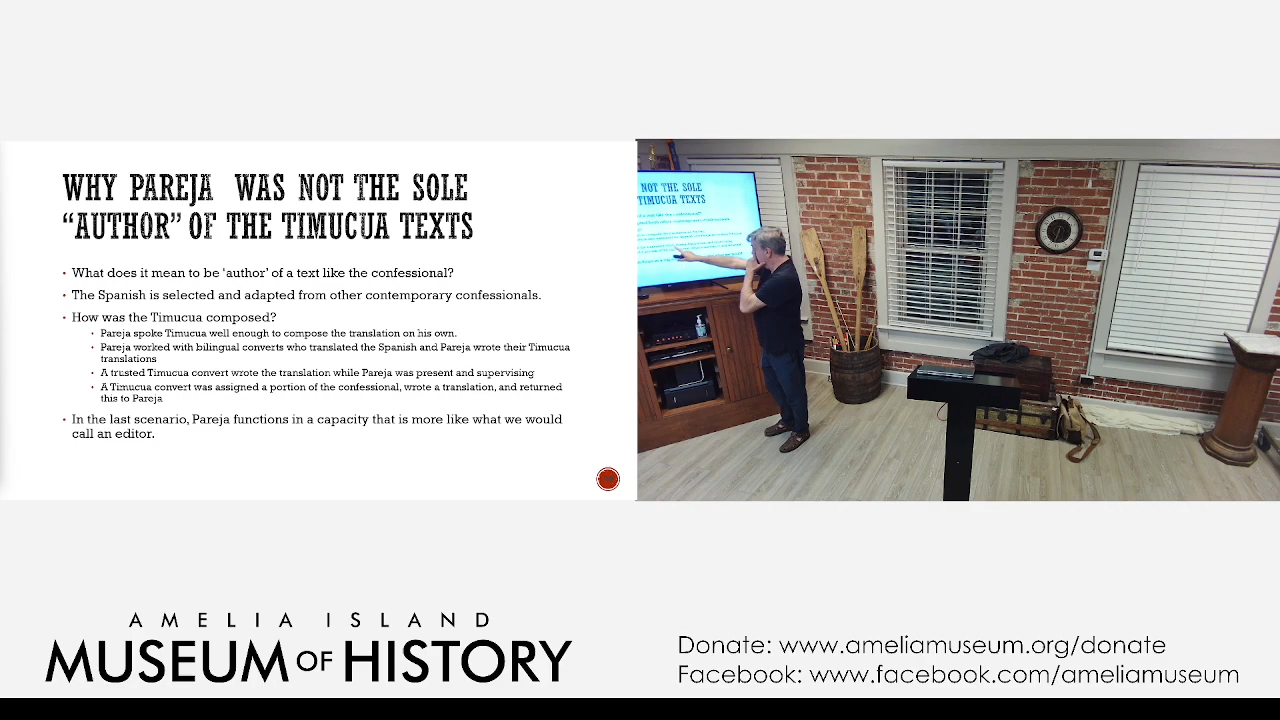 WHY PAREJA WAS NOT THE SOLE
“AUTHOR” OF THE TIMUCUA TEXTS
• What does it mean to be ‘author’ of a text like the confessional?
• The Spanish is selected and adapted from other contemporary confessionals.
• How was the Timucua composed?
• Pareja spoke Timucua well enough to compose the translation on his own.
• Pareja worked with bilingual converts who translated the Spanish and Pareja wrote their Timucua
translations
• A trusted Timucua convert wrote the translation while Pareja was present and supervising
• A Timucua convert was assigned a portion of the confessional, wrote a translation, and returned
this to Pareja
• In the last scenario, Pareja functions in a capacity that is more like what we would
call an editor.
NOT THE SOLE
TIMUCUA TEXTS
AMELIA ISLAND
MUSEUM OF HISTORY
Donate: www.ameliamuseum.org/donate
Facebook: www.facebook.com/ameliamuseum